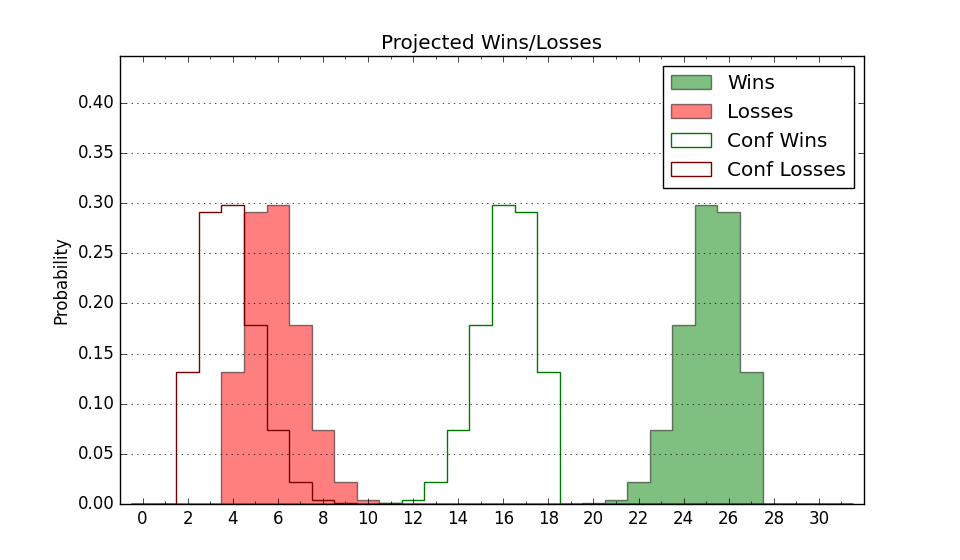 Projected Wins/Losses
Wins
Losses
Conf Wins
Conf Losses
Probability
0.40
0.35
0.30
0.25
0.20
0.15
0.10
0.05
0.00
0 2 4 6 8 10 12 14 16 18 20 22 24 26 28 30